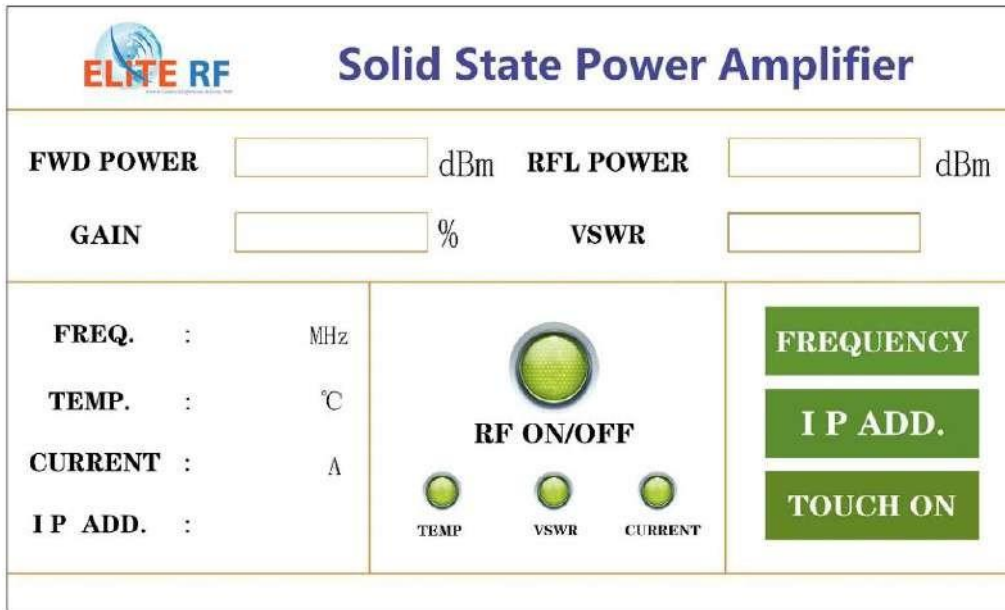 ELITE RF
Solid State Power Amplifier
FWD POWER dBm RFL POWER dBm
GAIN % VSWR
FREQ. : MHz
TEMP. : ℃
CURRENT : A
I P ADD. :
RF ON/OFF
TEMP VSWR CURRENT
FREQUENCY
I P ADD.
TOUCH ON